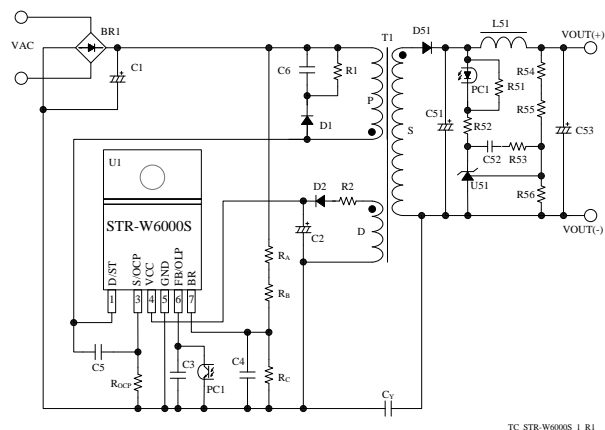 BR1
VAC
C1
C6
R1
D1
T1
P
S
D
D51
L51
VOUT(+)
PC1
R51
R54
R55
C51
R52
C53
C52
R53
U51
R56
VOUT(-)
U1
STR-W6000S
D/ST
S/OCP
VCC
GND
FB/OLP
BR
1
3
4
5
6
7
D2
R2
C2
RA
RB
RC
C5
ROCP
C3
PC1
C4
CY
TC_STR-W6000S_1_R1